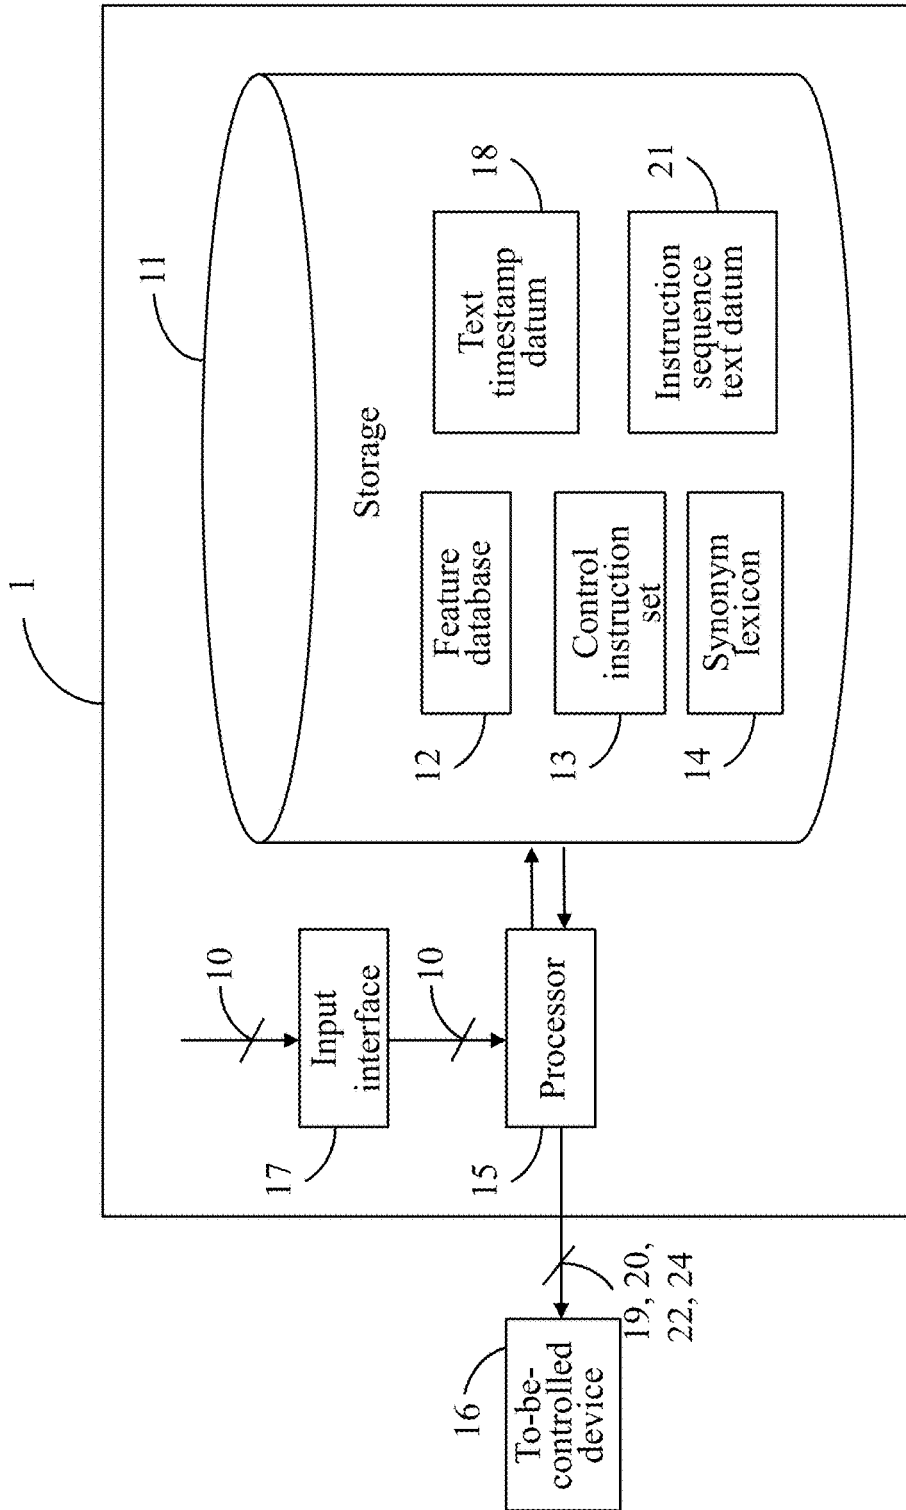 1
11
Storage
12
Feature
database
Text
timestamp
datum
18
13
Control
instruction
set
14
Synonym
lexicon
Instruction
sequence
text datum
21
10
17
Input
interface
10
15
Processor
16
To-be-
controlled
device
19, 20,
22, 24